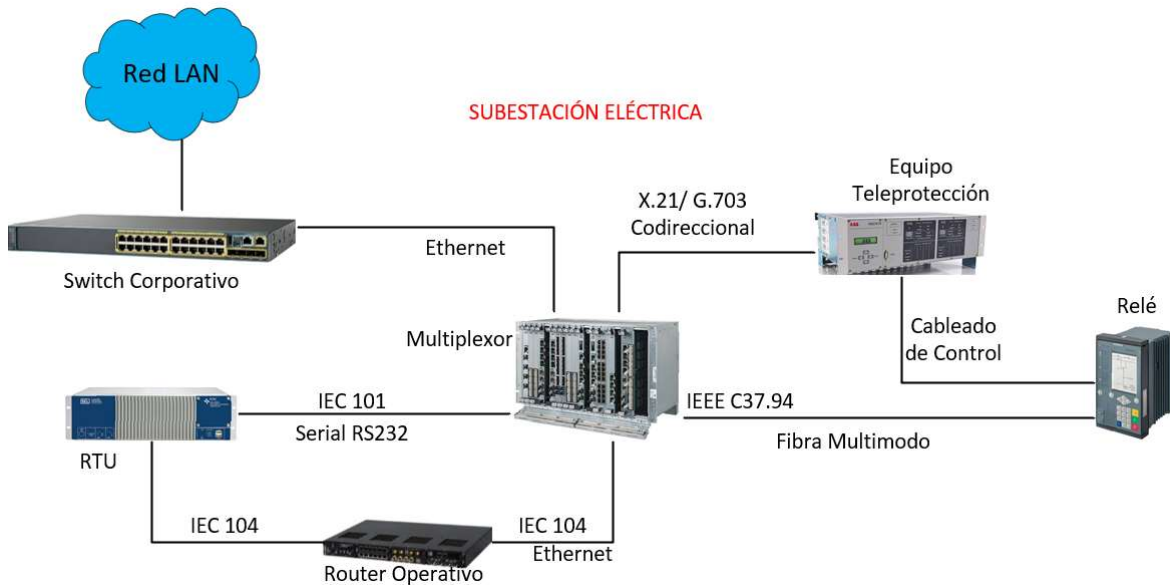 Red LAN
SUBESTACIÓN ELÉCTRICA
Equipo
Teleprotección
X.21/ G.703
Codireccional
Ethernet
Switch Corporativo
Relé
Multiplexor
Cableado
de Control
IEC 101
Serial RS232
IEEE C37.94
Fibra Multimodo
RTU
IEC 104
IEC 104
Ethernet
Router Operativo